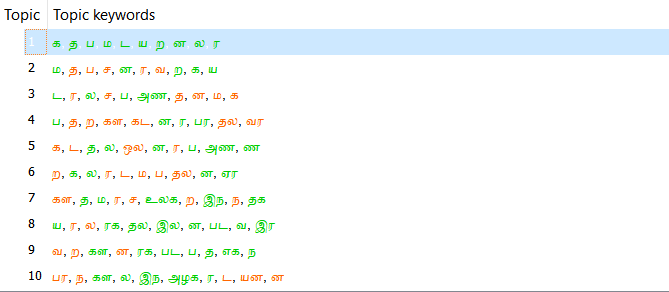 Topic Topic keywords
1 க, த, ப, ம, ட, ய, ற, ன, ல, ர
2 ம, த, ப, ச, ன, ர, வ, ற, க, ய
3 ட, ர, ல, ச, ப, அண, த, ன, ம, க
4 ப, த, ற, கள, கட, ன, ர, பர, தல, வர
5 க, ட, த, ல, ஒல, ன, ர, ப, அண, ண
6 ற, க, ல, ர, ட, ம, ப, தல, ன, ஏர
7 கள, த, ம, ர, ச, உலக, ற, இந, ந, தக
8 ய, ர, ல, ரக, தல, இல, ன, பட, வ, இர
9 வ, ற, கள, ன, ரக, பட, ப, த, எக, ந
10 பர, ந, கள, ல, இந, அழக, ர, ட, யன, ன